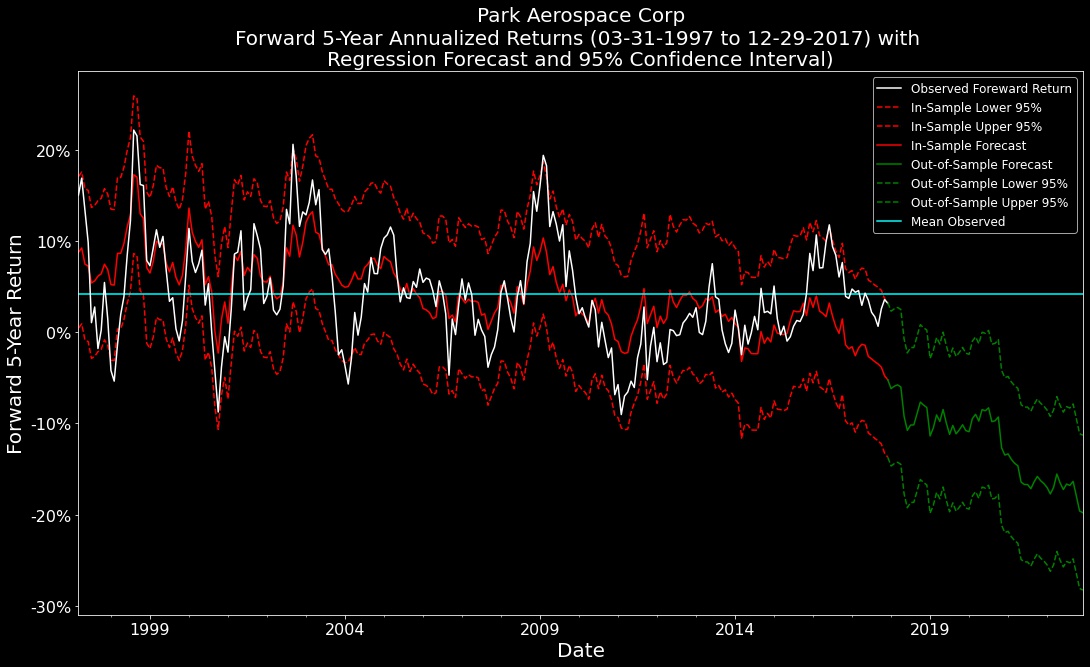 Park Aerospace Corp
Forward 5-Year Annualized Returns (03-31-1997 to 12-29-2017) with
Regression Forecast and 95% Confidence Interval)
Observed Foreward Return
In-Sample Lower 95%
In-Sample Upper 95%
In-Sample Forecast
Out-of-Sample Forecast
Out-of-Sample Lower 95%
Out-of-Sample Upper 95%
Mean Observed
Forward 5-Year Return
20%
10%
0%
-10%
-20%
-30%
1999
2004
2009
2014
2019
Date